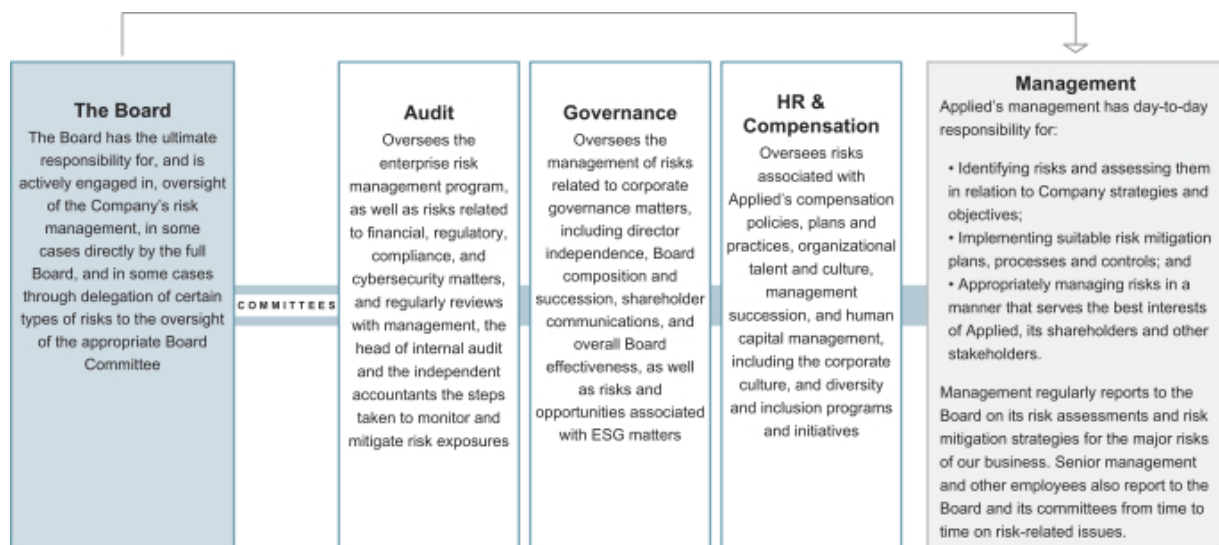 The Board
The Board has the ultimate
responsibility for, and is
actively engaged in, oversight
of the Company's risk
management, in some
cases directly by the full
Board, and in some cases
through delegation of certain
types of risks to the oversight
of the appropriate Board
Committee
COMMITTEES
Audit
Oversees the
enterprise risk
management program,
as well as risks related
to financial, regulatory,
compliance, and
cybersecurity matters,
and regularly reviews
with management, the
head of internal audit
and the independent
accountants the steps
taken to monitor and
mitigate risk exposures
Governance
Oversees the
management of risks
related to corporate
governance matters,
including director
independence, Board
composition and
succession, shareholder
communications, and
overall Board
effectiveness, as well
as risks and
opportunities associated
with ESG matters
HR &
Compensation
Oversees risks
associated with
Applied's compensation
policies, plans and
practices, organizational
talent and culture,
management
succession, and human
capital management,
including the corporate
culture, and diversity
and inclusion programs
and initiatives
Management
Applied's management has day-to-day
responsibility for:
• Identifying risks and assessing them
in relation to Company strategies and
objectives;
• Implementing suitable risk mitigation
plans, processes and controls; and
• Appropriately managing risks in a
manner that serves the best interests
of Applied, its shareholders and other
stakeholders.
Management regularly reports to the
Board on its risk assessments and risk
mitigation strategies for the major risks
of our business. Senior management
and other employees also report to the
Board and its committees from time to
time on risk-related issues.